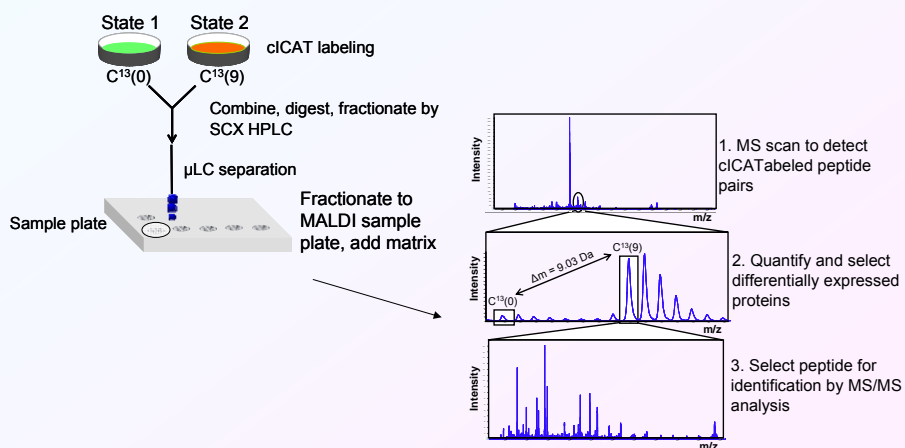 State 1
State 2
cICAT labeling
C¹³(0)
C¹³(9)
Combine, digest, fractionate by
SCX HPLC
µLC separation
Sample plate
Fractionate to
MALDI sample
plate, add matrix
Intensity
m/z
1. MS scan to detect
cICATabeled peptide
pairs
Intensity
C¹³(0)
Δm = 9.03 Da
C¹³(9)
m/z
2. Quantify and select
differentially expressed
proteins
Intensity
m/z
3. Select peptide for
identification by MS/MS
analysis